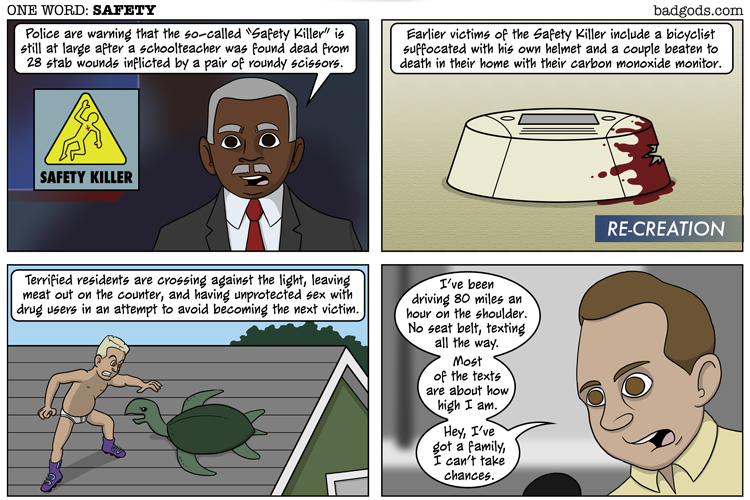 ONE WORD: SAFETY
badgods.com
Police are warning that the so-called "Safety Killer" is
still at large after a schoolteacher was found dead from
28 stab wounds inflicted by a pair of roundy scissors.
SAFETY KILLER
Earlier victims of the Safety Killer include a bicyclist
suffocated with his own helmet and a couple beaten to
death in their home with their carbon monoxide monitor.
RE-CREATION
Terrified residents are crossing against the light, leaving
meat out on the counter, and having unprotected sex with
drug users in an attempt to avoid becoming the next victim.
I've been
driving 80 miles an
hour on the shoulder.
No seat belt, texting
all the way.
Most
of the texts
are about how
high I am.
Hey, I've
got a family,
I can't take
chances.